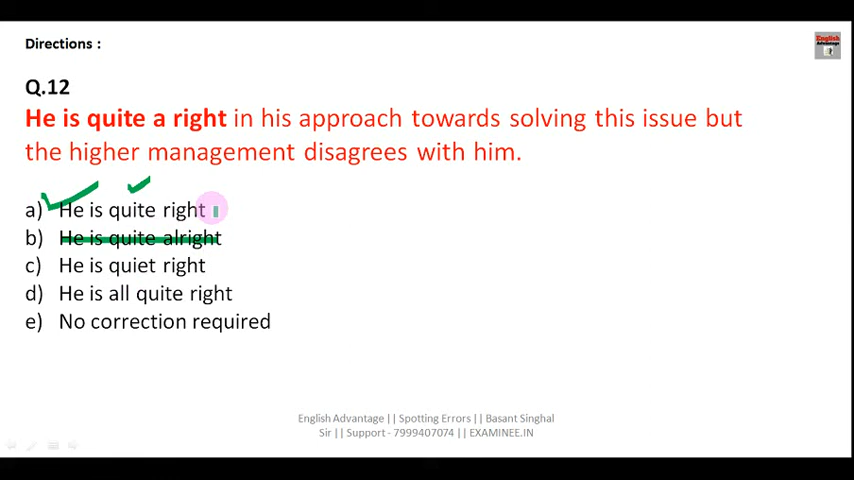 Directions :
English
Advantage
Q.12
He is quite a right in his approach towards solving this issue but
the higher management disagrees with him.
a) He is quite right
b) He is quite alright
c) He is quiet right
d) He is all quite right
e) No correction required
English Advantage || Spotting Errors || Basant Singhal
Sir || Support - 7999407074 || EXAMINEE.IN